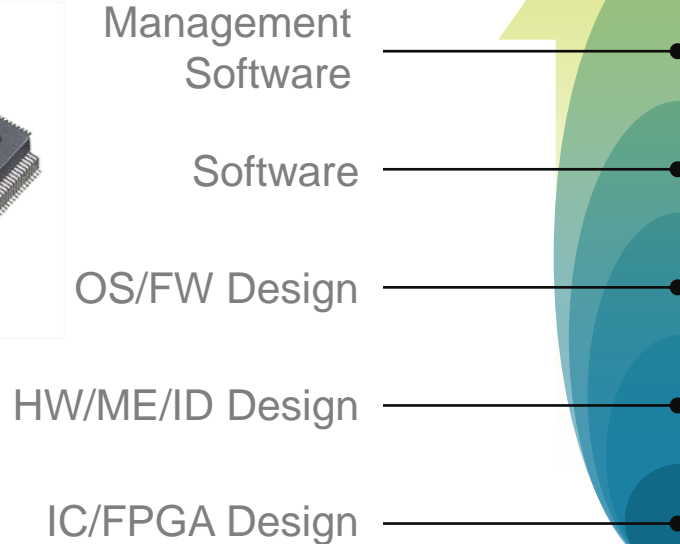 Management
Software
Software
OS/FW Design
HW/ME/ID Design
IC/FPGA Design